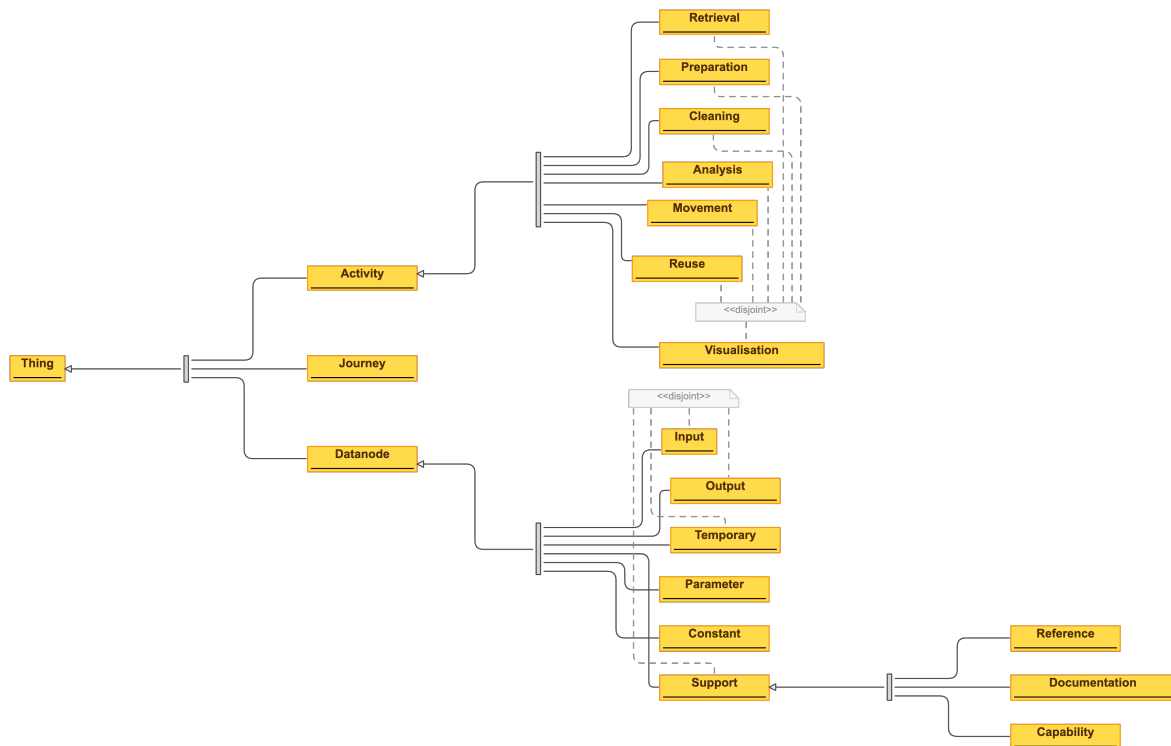 Retrieval
Preparation
Cleaning
Analysis
Movement
Activity
Reuse
<<disjoint>>
Visualisation
Thing
Journey
<<disjoint>>
Input
Datanode
Output
Temporary
Parameter
Constant
Reference
Support
Documentation
Capability